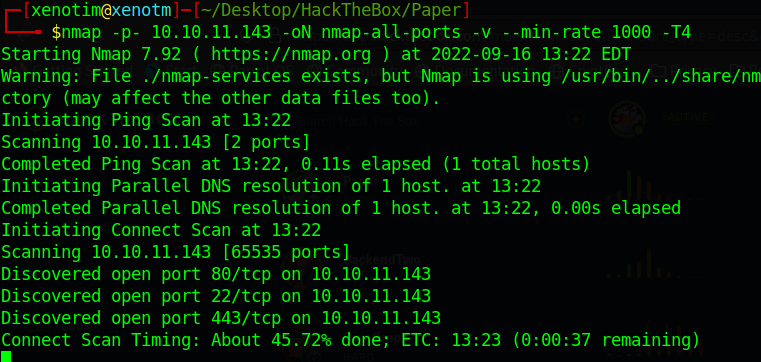 [xenotim@xenotm]-[~/Desktop/HackTheBox/Paper]
$nmap -p- 10.10.11.143 -oN nmap-all-ports -v --min-rate 1000 -T4
Starting Nmap 7.92 ( https://nmap.org ) at 2022-09-16 13:22 EDT
Warning: File ./nmap-services exists, but Nmap is using /usr/bin/../share/nm
ctory (may affect the other data files too).
Initiating Ping Scan at 13:22
Scanning 10.10.11.143 [2 ports]
Completed Ping Scan at 13:22, 0.11s elapsed (1 total hosts)
Initiating Parallel DNS resolution of 1 host. at 13:22
Completed Parallel DNS resolution of 1 host. at 13:22, 0.00s elapsed
Initiating Connect Scan at 13:22
Scanning 10.10.11.143 [65535 ports]
Discovered open port 80/tcp on 10.10.11.143
Discovered open port 22/tcp on 10.10.11.143
Discovered open port 443/tcp on 10.10.11.143
Connect Scan Timing: About 45.72% done; ETC: 13:23 (0:00:37 remaining)